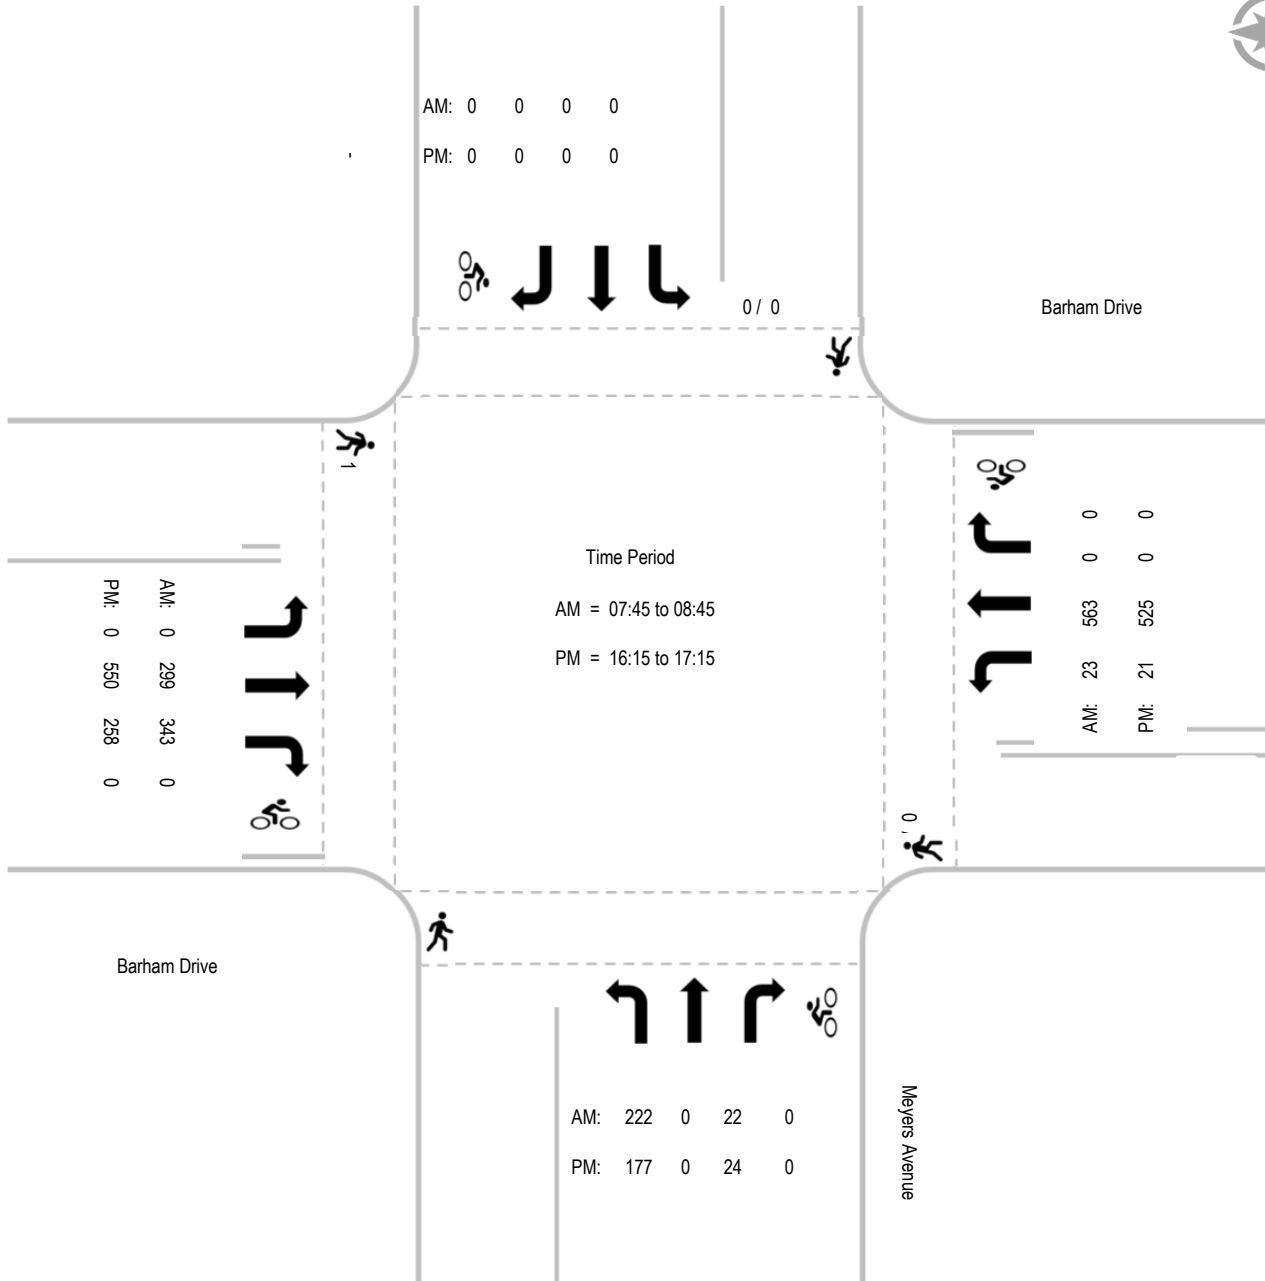 AM: 0 0 0 0
PM: 0 0 0 0
0 / 0
Barham Drive
1
Time Period
AM = 07:45 to 08:45
PM = 16:15 to 17:15
AM: 0 299 343 0
PM: 0 550 258 0
AM: 23 563 0 0
PM: 21 525 0 0
0 /
Barham Drive
AM: 222 0 22 0
PM: 177 0 24 0
Meyers Avenue